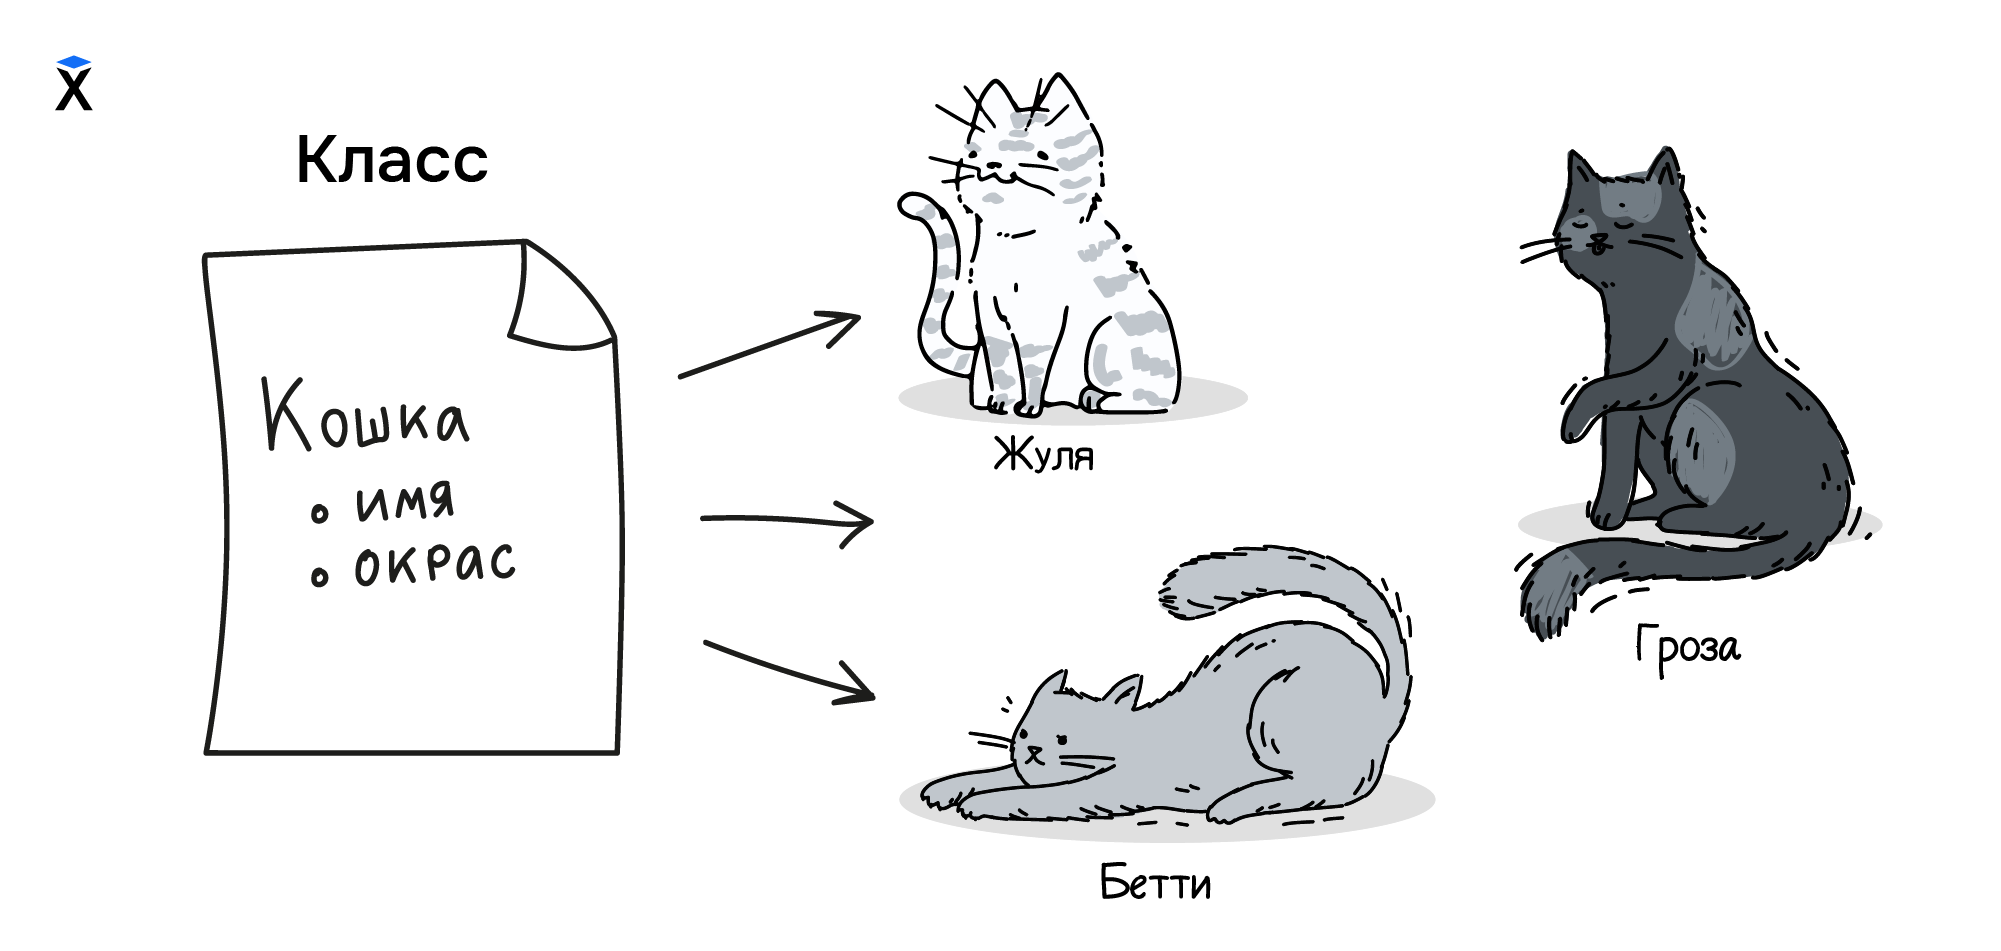 Класс
Кошка
• имя
• окрас
Жуля
Гроза
Бетти